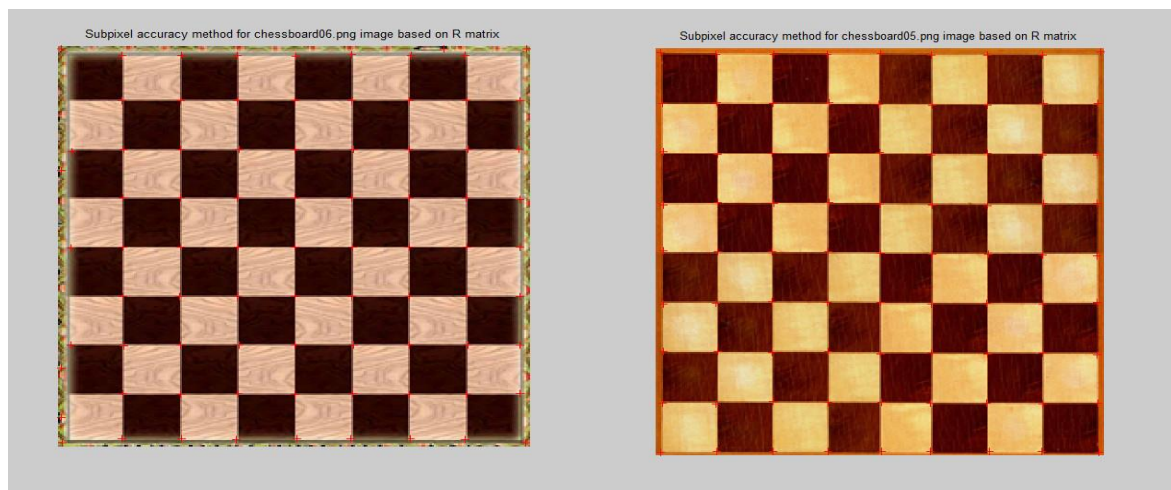 Subpixel accuracy method for chessboard06.png image based on R matrix
Subpixel accuracy method for chessboard05.png image based on R matrix